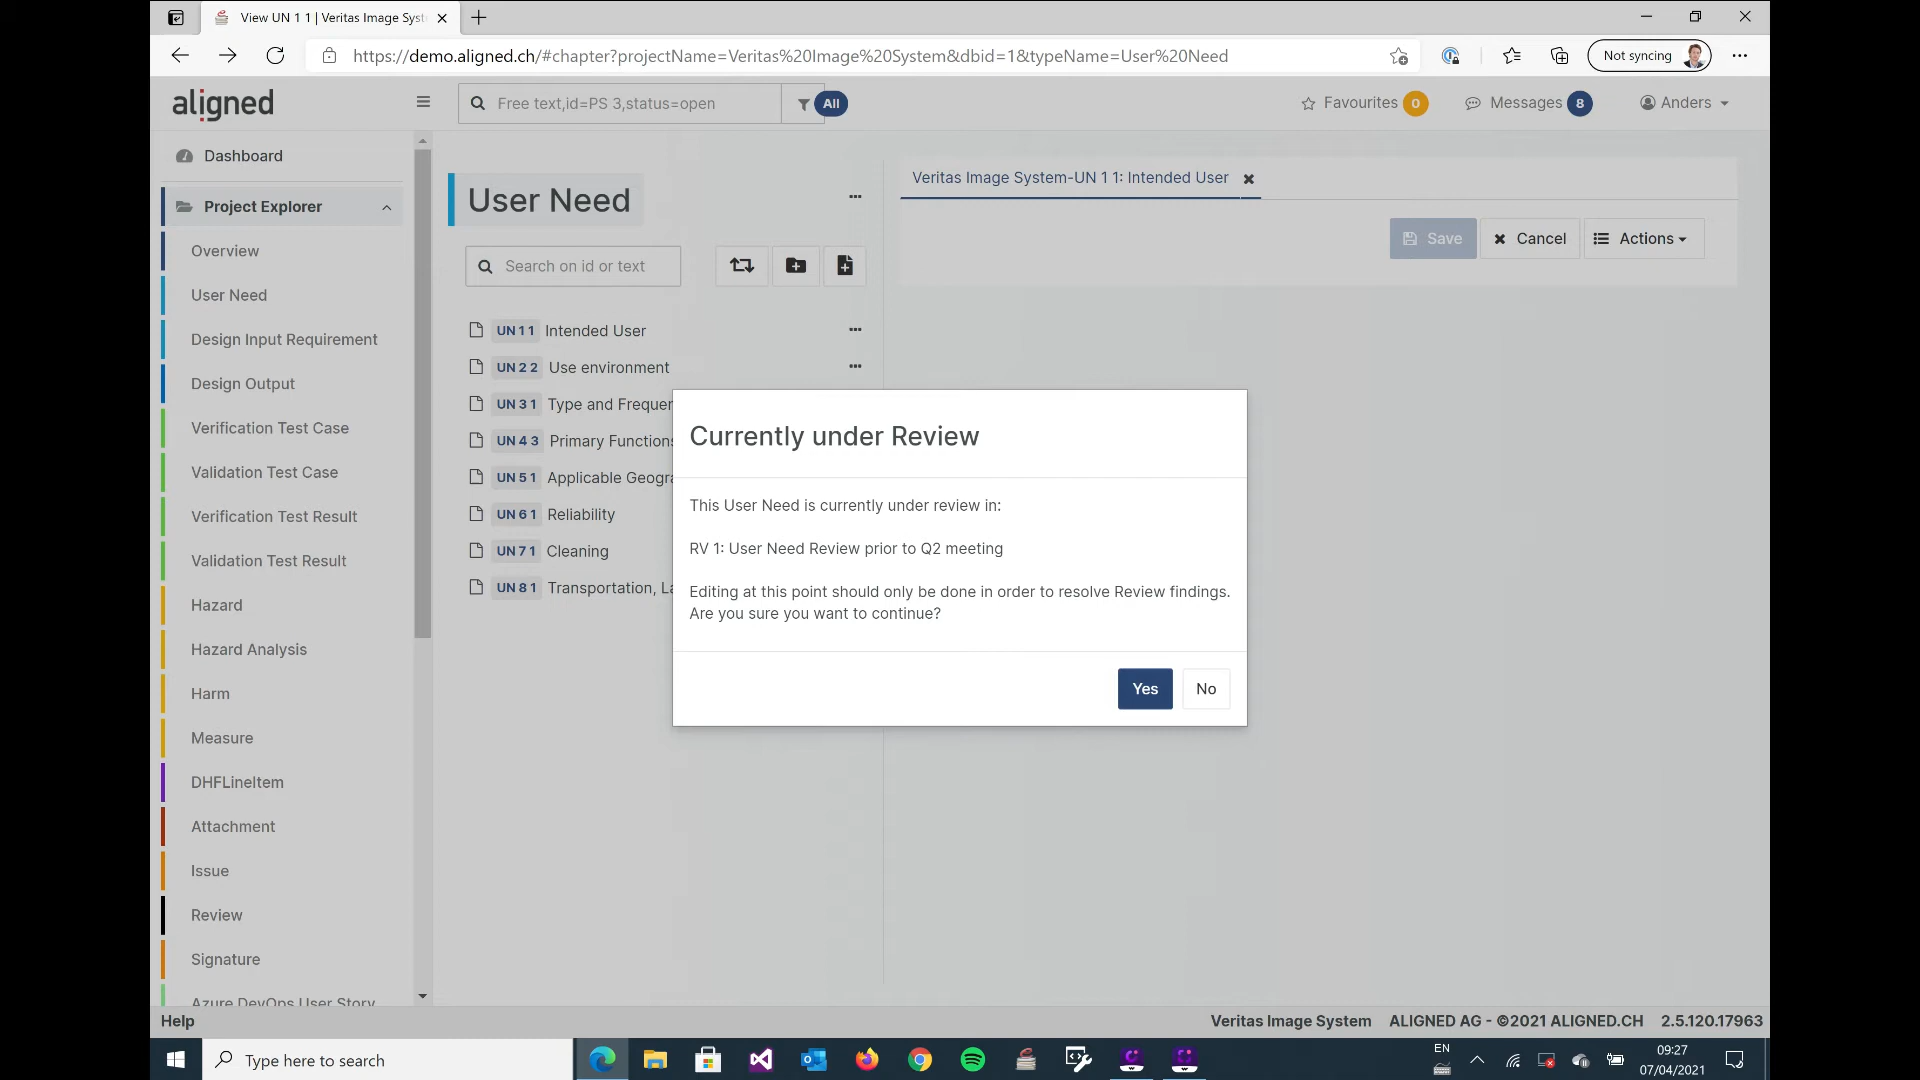 View UN 1 1 | Veritas Image Syst
https://demo.aligned.ch/#chapter?projectName=Veritas%20Image%20System&dbid=1&typeName=User%20Need
Not syncing
aligned
Free text,id=PS 3,status=open
All
Favourites 0
Messages 8
Anders
Dashboard
Project Explorer
Overview
User Need
Design Input Requirement
Design Output
Verification Test Case
Validation Test Case
Verification Test Result
Validation Test Result
Hazard
Hazard Analysis
Harm
Measure
DHFLineItem
Attachment
Issue
Review
Signature
Azure DevOps User Story
User Need
Search on id or text
UN 1 1 Intended User
UN 2 2 Use environment
UN 3 1 Type and Frequen
UN 4 3 Primary Functions
UN 5 1 Applicable Geogra
UN 6 1 Reliability
UN 7 1 Cleaning
UN 8 1 Transportation, La
Veritas Image System-UN 1 1: Intended User
Save
Cancel
Actions
Currently under Review
This User Need is currently under review in:
RV 1: User Need Review prior to Q2 meeting
Editing at this point should only be done in order to resolve Review findings.
Are you sure you want to continue?
Yes
No
Help
Veritas Image System
ALIGNED AG - ©2021 ALIGNED.CH
2.5.120.17963
Type here to search
EN
09:27
07/04/2021